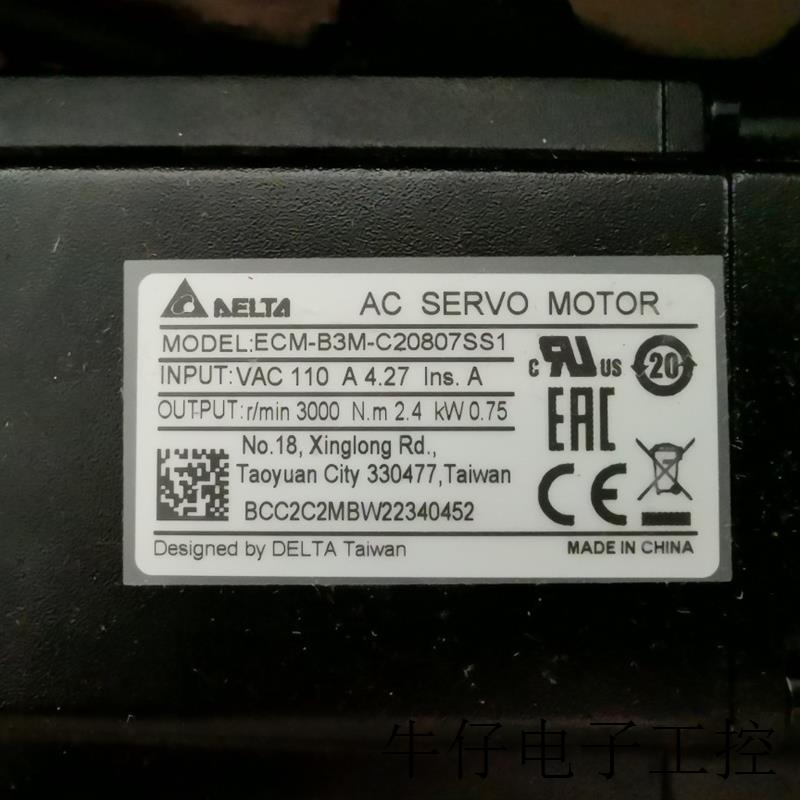 DELTA AC SERVO MOTOR
MODEL:ECM-B3M-C20807SS1
INPUT:VAC 110 A 4.27 Ins. A
OUTPUT:r/min 3000 N.m 2.4 kW 0.75
c RU US
20
EAC
No.18, Xinglong Rd.,
Taoyuan City 330477,Taiwan
CE
BCC2C2MBW22340452
Designed by DELTA Taiwan MADE IN CHINA
牛仔电子工控